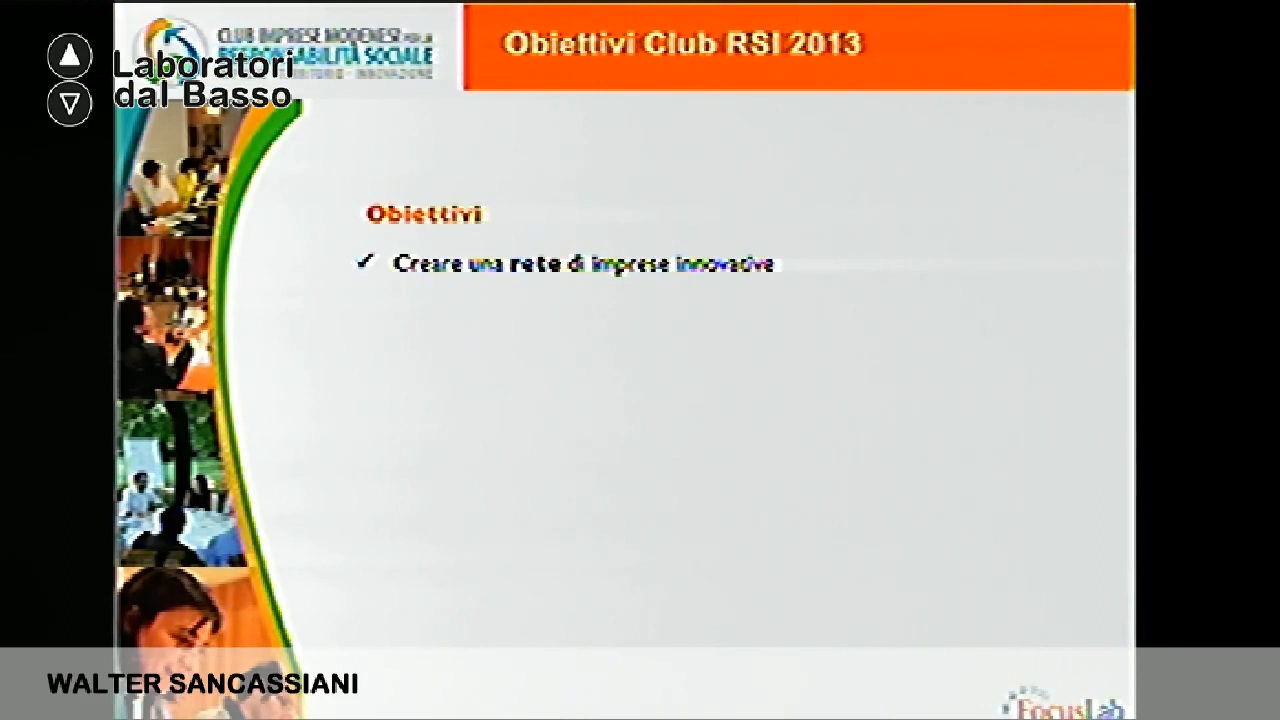 CLUB IMPRESE MODENESI PER LA
RESPONSABILITÀ SOCIALE
INNOVAZIONE
Laboratori
dal Basso
Obiettivi Club RSI 2013
Obiettivi
✓ Creare una rete di imprese innovative
WALTER SANCASSIANI
FocusLab